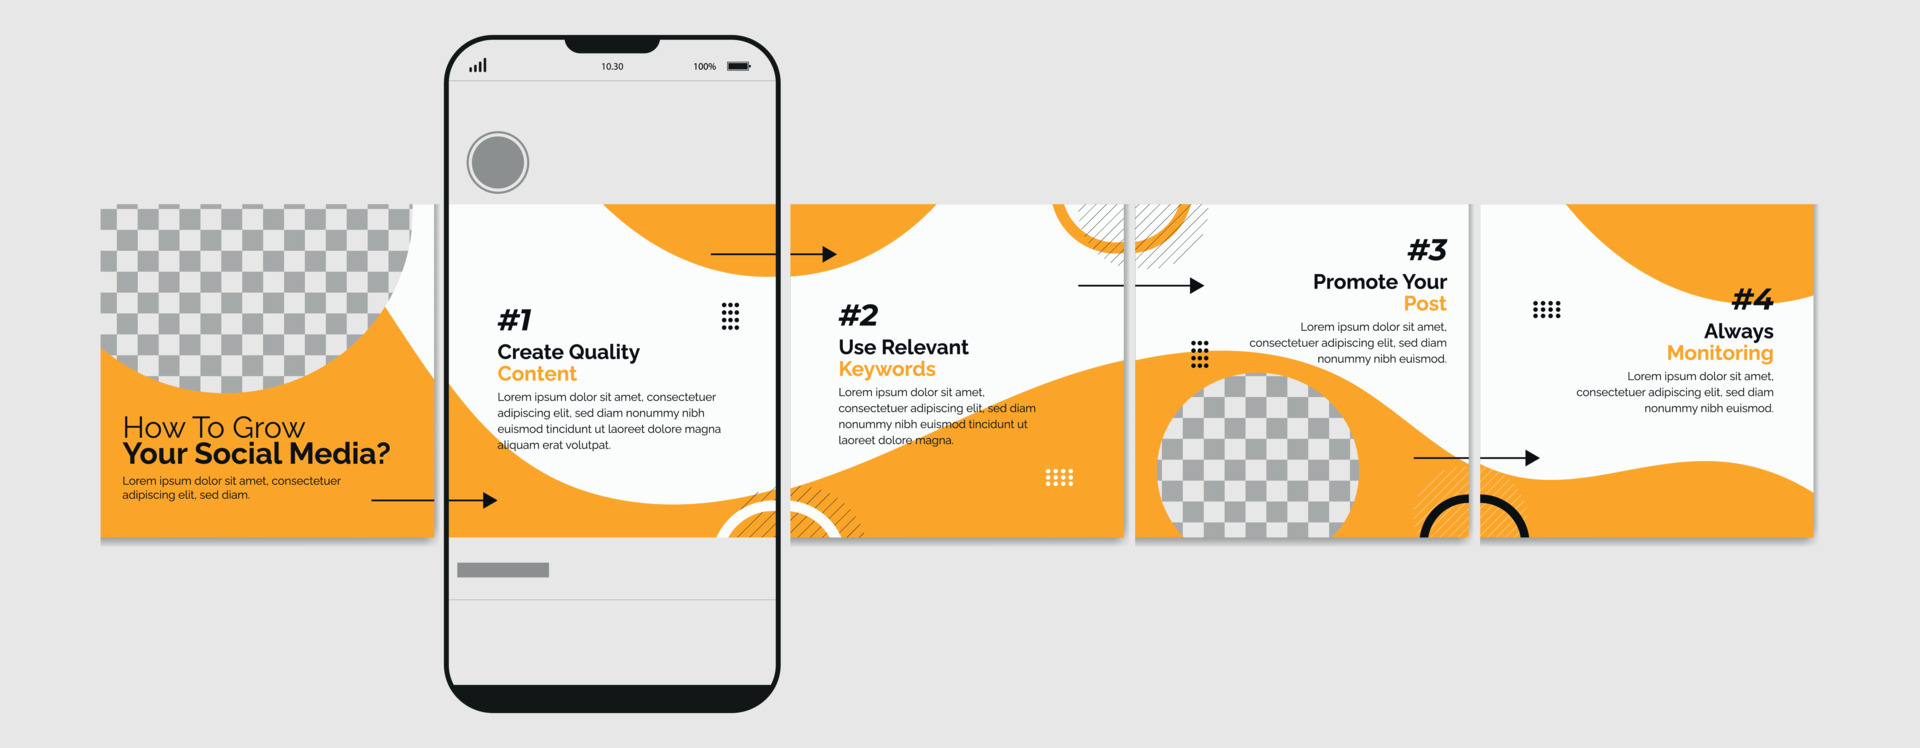 10.30
100%
How To Grow
Your Social Media?
Lorem ipsum dolor sit amet, consectetuer
adipiscing elit, sed diam.
#1
Create Quality
Content
Lorem ipsum dolor sit amet, consectetuer
adipiscing elit, sed diam nonummy nibh
euismod tincidunt ut laoreet dolore magna
aliquam erat volutpat.
#2
Use Relevant
Keywords
Lorem ipsum dolor sit amet,
consectetuer adipiscing elit, sed diam
nonummy nibh euismod tincidunt ut
laoreet dolore magna.
#3
Promote Your
Post
Lorem ipsum dolor sit amet,
consectetuer adipiscing elit, sed diam
nonummy nibh euismod.
#4
Always
Monitoring
Lorem ipsum dolor sit amet,
consectetuer adipiscing elit, sed diam
nonummy nibh euismod.